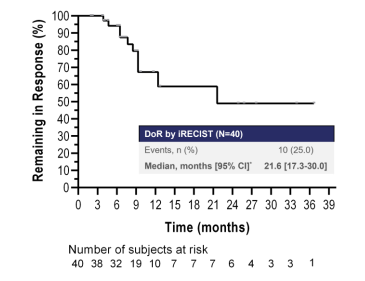 Remaining in Response (%)
100
90
80
70
60
50
40
30
20
10
0
DoR by iRECIST (N=40)
Events, n (%) 10 (25.0)
Median, months [95% CI]* 21.6 [17.3-30.0]
0 3 6 9 12 15 18 21 24 27 30 33 36 39
Time (months)
Number of subjects at risk
40 38 32 19 10 7 7 7 6 4 3 3 1